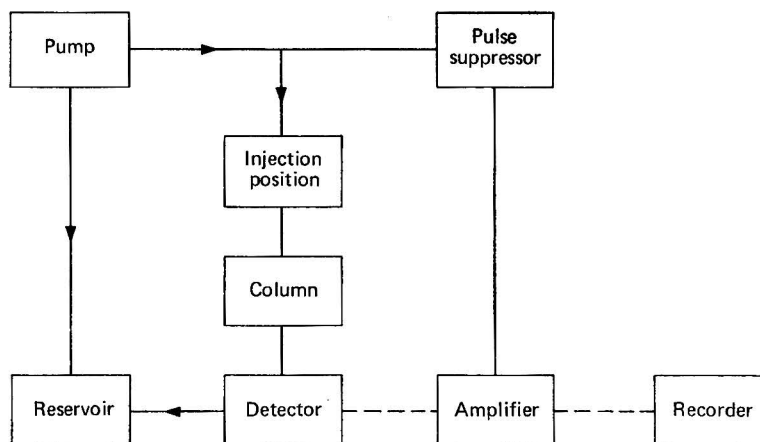 Pump
Pulse
suppressor
Injection
position
Column
Reservoir
Detector
Amplifier
Recorder